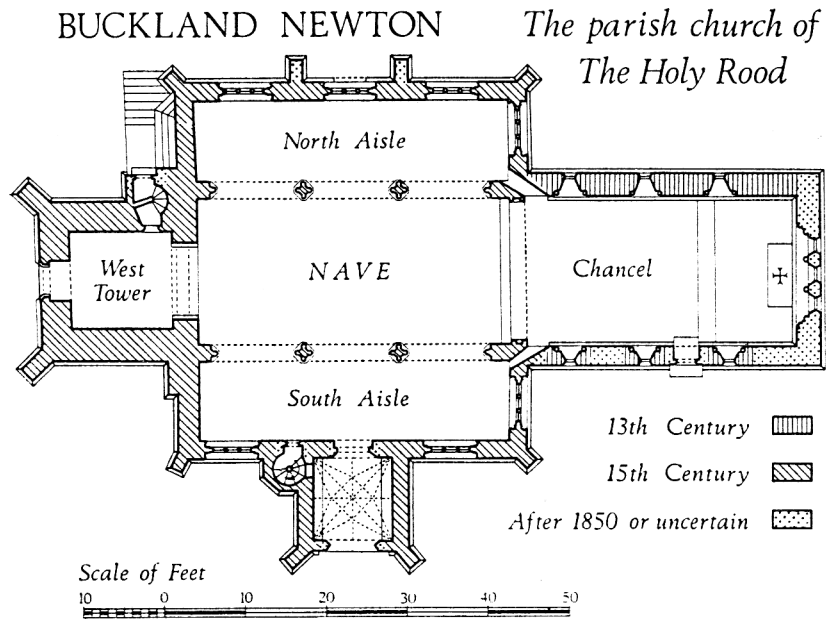 BUCKLAND NEWTON
The parish church of
The Holy Rood
North Aisle
West
Tower
NAVE
Chancel
South Aisle
13th Century
15th Century
After 1850 or uncertain
Scale of Feet
10 0 10 20 30 40 50